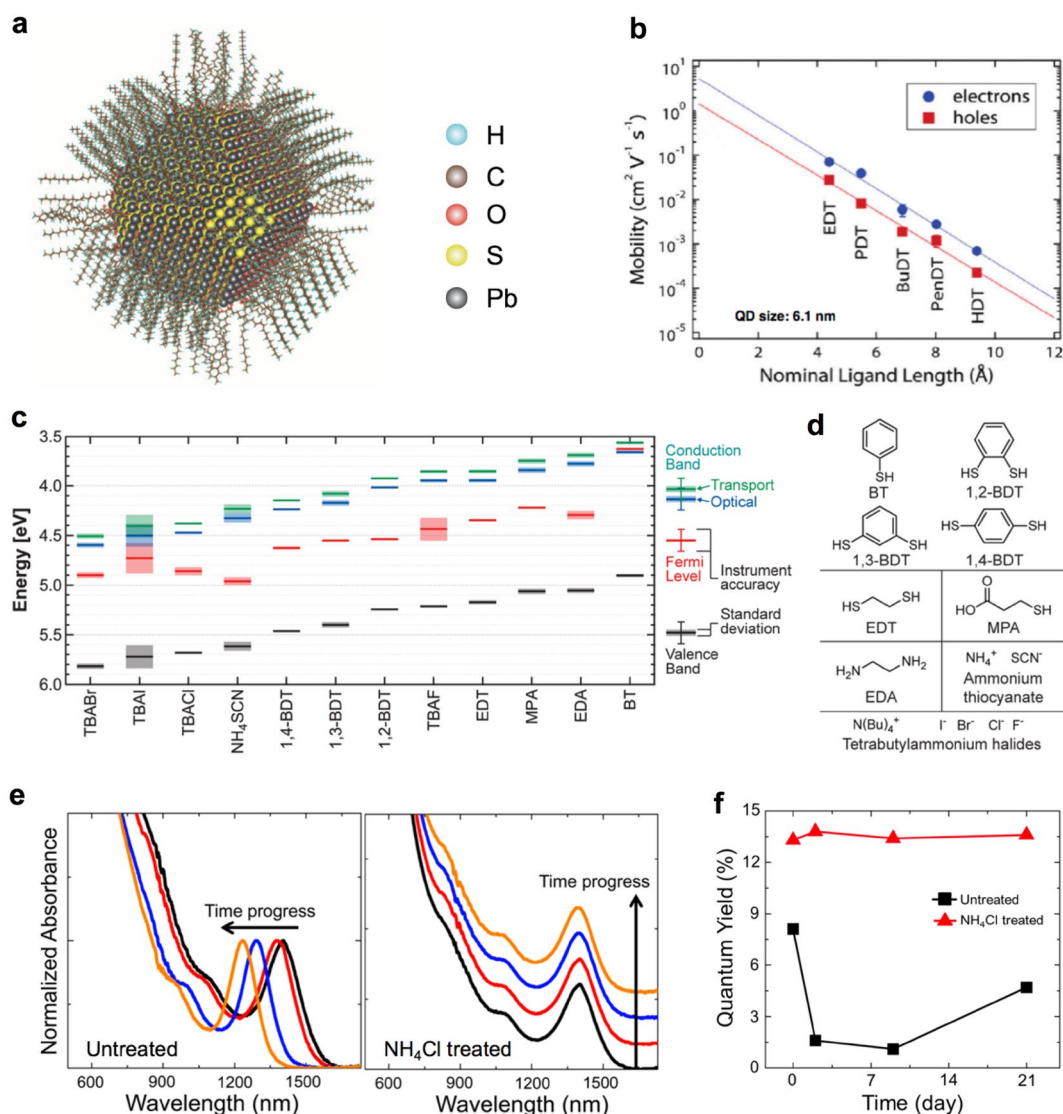 a
H
C
O
S
Pb
b
Mobility (cm² V⁻¹ s⁻¹)
10¹
10⁰
10⁻¹
10⁻²
10⁻³
10⁻⁴
10⁻⁵
electrons
holes
EDT
PDT
BuDT
PenDT
HDT
QD size: 6.1 nm
0 2 4 6 8 10 12
Nominal Ligand Length (Å)
c
Energy [eV]
3.5
4.0
4.5
5.0
5.5
6.0
TBABr
TBAI
TBACl
NH₄SCN
1,4-BDT
1,3-BDT
1,2-BDT
TBAF
EDT
MPA
EDA
BT
Conduction
Band
Transport
Optical
Fermi
Level
Instrument
accuracy
Standard
deviation
Valence
Band
d
SH
BT
HS SH
1,2-BDT
HS SH
1,3-BDT
HS SH
1,4-BDT
HS SH
EDT
O
HO SH
MPA
H₂N NH₂
EDA
NH₄⁺ SCN⁻
Ammonium
thiocyanate
N(Bu)₄⁺ I⁻ Br⁻ Cl⁻ F⁻
Tetrabutylammonium halides
e
Normalized Absorbance
Time progress
Untreated
600 900 1200 1500
Wavelength (nm)
Time progress
NH₄Cl treated
600 900 1200 1500
Wavelength (nm)
f
Quantum Yield (%)
15
12
9
6
3
0
Untreated
NH₄Cl treated
0 7 14 21
Time (day)